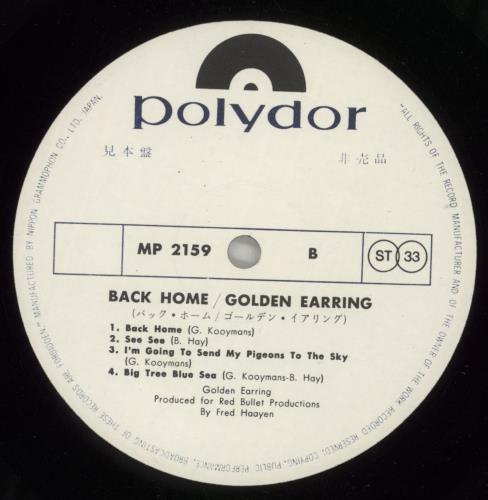 polydor
見本盤 非売品
MP 2159 B ST 33
BACK HOME / GOLDEN EARRING
(バック・ホーム/ゴールデン・イアリング)
1. Back Home (G. Kooymans)
2. See See (B. Hay)
3. I'm Going To Send My Pigeons To The Sky
(G. Kooymans)
4. Big Tree Blue Sea (G. Kooymans-B. Hay)
Golden Earring
Produced for Red Bullet Productions
By Fred Haayen
"ALL RIGHTS OF THE RECORD MANUFACTURER AND OF THE OWNER OF THE WORK RECORDED RESERVED. COPYING, PUBLIC PERFORMANCE, BROADCASTING OF THESE RECORDS ARE FORBIDDEN." MANUFACTURED BY NIPPON GRAMMOPHON CO., LTD. JAPAN.